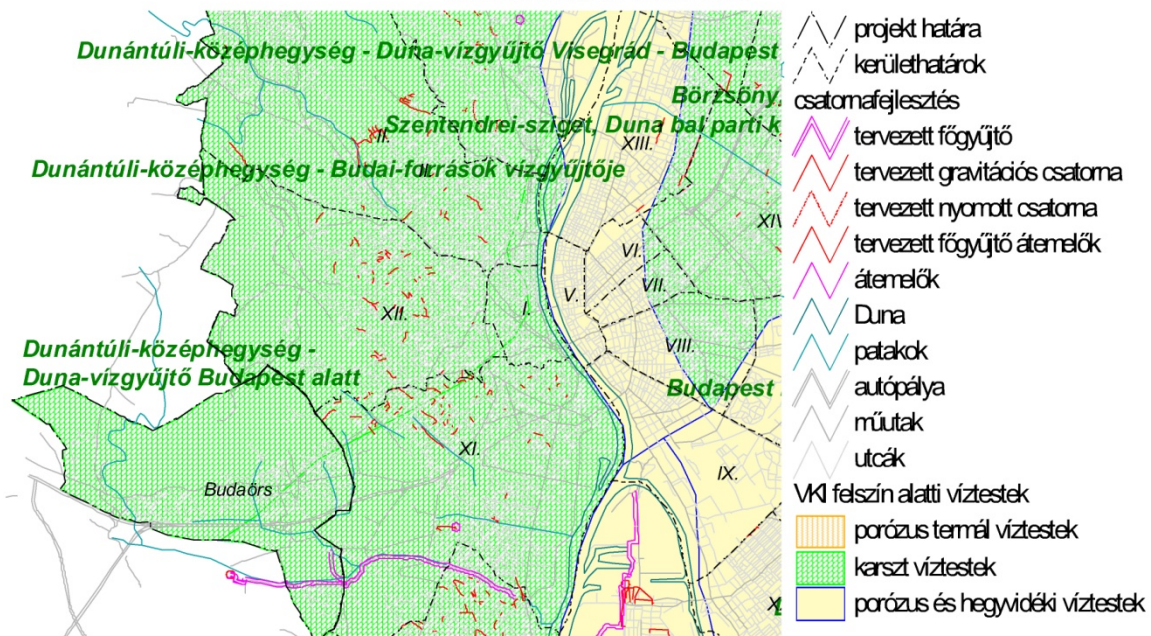 Dunántúli-középhegység - Duna-vízgyűjtő Visegrád - Budapest
Börzsöny,
Szentendrei-sziget, Duna bal parti k
II.
XIII.
Dunántúli-középhegység - Budai-források vízgyűjtője
II.
XIV
VI.
V.
VII.
I.
XII.
VIII.
Dunántúli-középhegység -
Duna-vízgyűjtő Budapest alatt
Budapest
XI.
IX.
Budaörs
projekt határa
kerülethatárok
csatornafejlesztés
tervezett főgyűjtő
tervezett gravitációs csatorna
tervezett nyomott csatorna
tervezett főgyűjtő átemelők
átemelők
Duna
patakok
autópálya
műutak
utcák
VKI felszín alatti víztestek
porózus termál víztestek
karszt víztestek
porózus és hegyvidéki víztestek